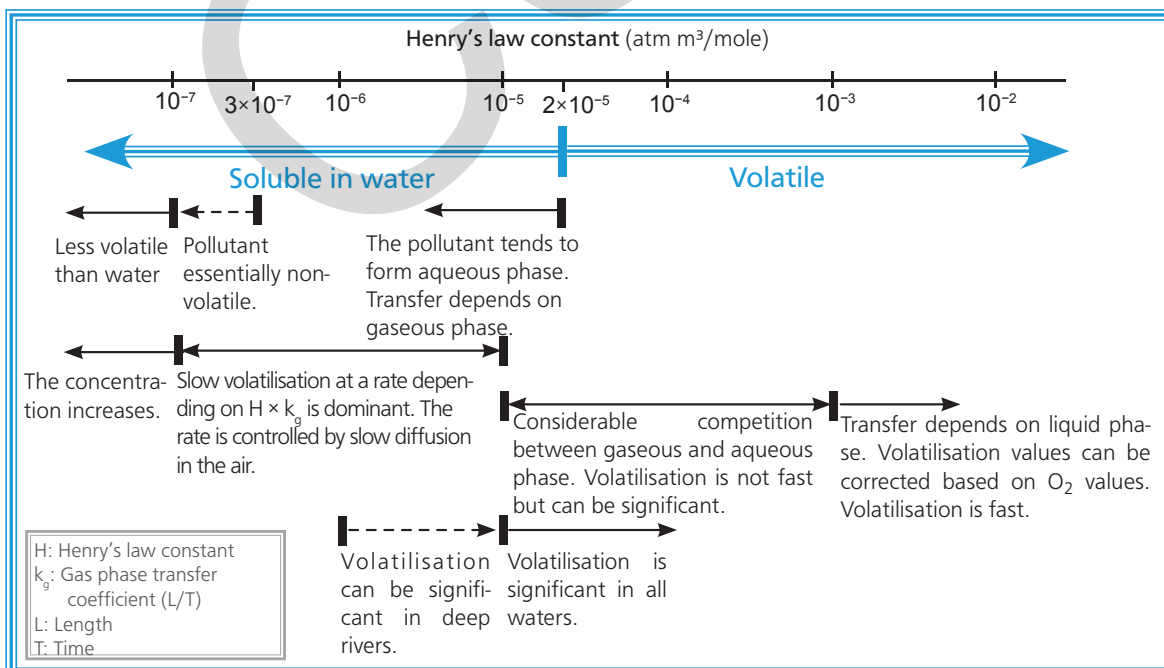 Henry's law constant (atm m³/mole)
10⁻⁷ 3×10⁻⁷ 10⁻⁶ 10⁻⁵ 2×10⁻⁵ 10⁻⁴ 10⁻³ 10⁻²
Soluble in water
Volatile
Less volatile
than water
Pollutant
essentially non-
volatile.
The pollutant tends to
form aqueous phase.
Transfer depends on
gaseous phase.
The concentra-
tion increases.
Slow volatilisation at a rate depen-
ding on H × kg is dominant. The
rate is controlled by slow diffusion
in the air.
Considerable competition
between gaseous and aqueous
phase. Volatilisation is not fast
but can be significant.
Transfer depends on liquid pha-
se. Volatilisation values can be
corrected based on O₂ values.
Volatilisation is fast.
Volatilisation
can be signifi-
cant in deep
rivers.
Volatilisation is
significant in all
waters.
H: Henry's law constant
kg: Gas phase transfer
coefficient (L/T)
L: Length
T: Time